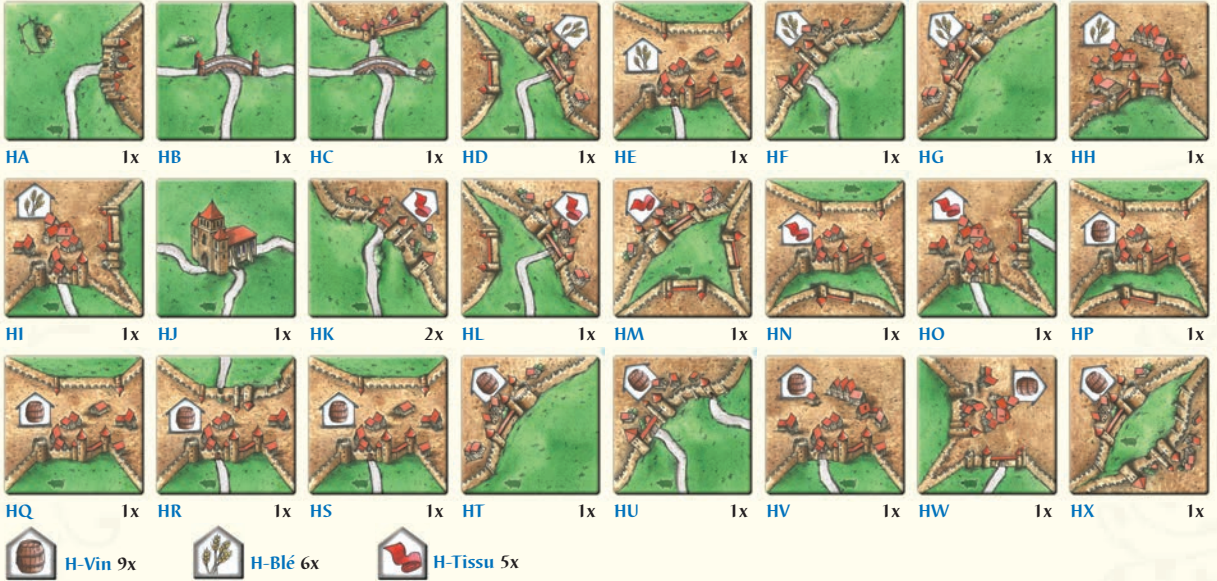 HA 1x HB 1x HC 1x HD 1x HE 1x HF 1x HG 1x HH 1x
HI 1x HJ 1x HK 2x HL 1x HM 1x HN 1x HO 1x HP 1x
HQ 1x HR 1x HS 1x HT 1x HU 1x HV 1x HW 1x HX 1x
H-Vin 9x H-Blé 6x H-Tissu 5x